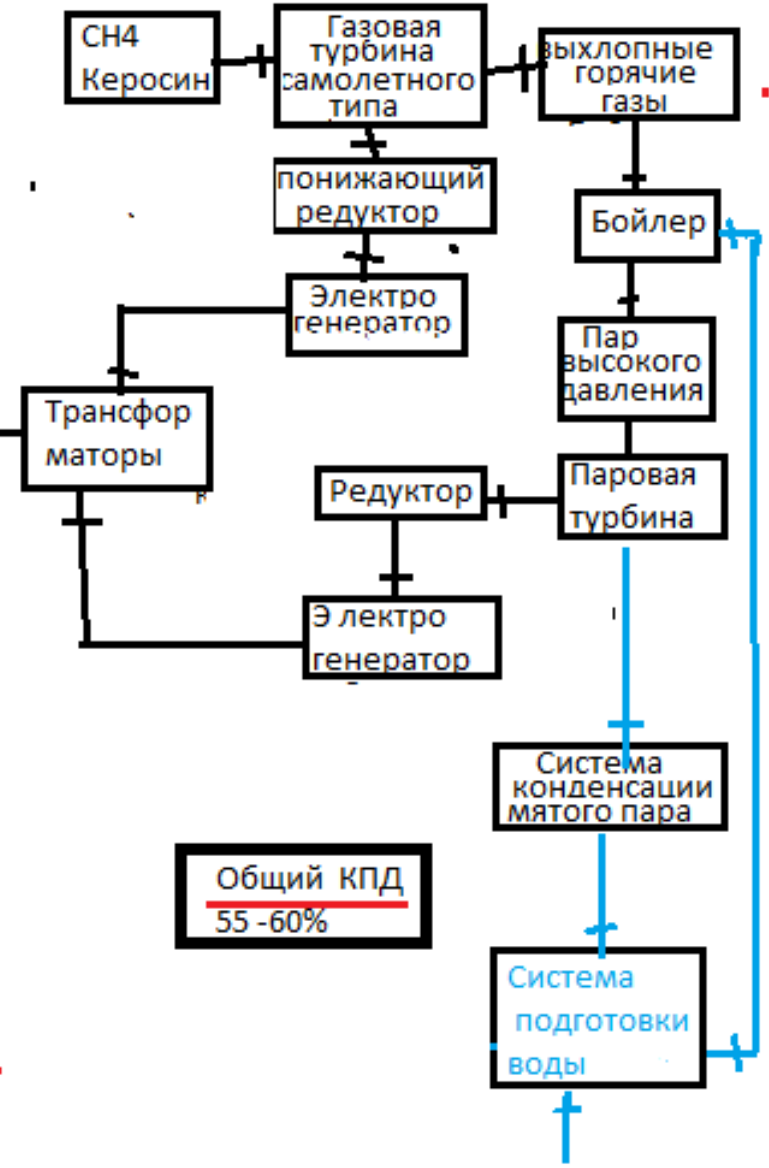 CH4
Керосин
Газовая
турбина
самолетного
типа
выхлопные
горячие
газы
понижающий
редуктор
Бойлер
Электро
генератор
Пар
высокого
давления
Трансфор
маторы
Редуктор
Паровая
турбина
Э лектро
генератор
Система
конденсации
мятого пара
Общий КПД
55 -60%
Система
подготовки
воды